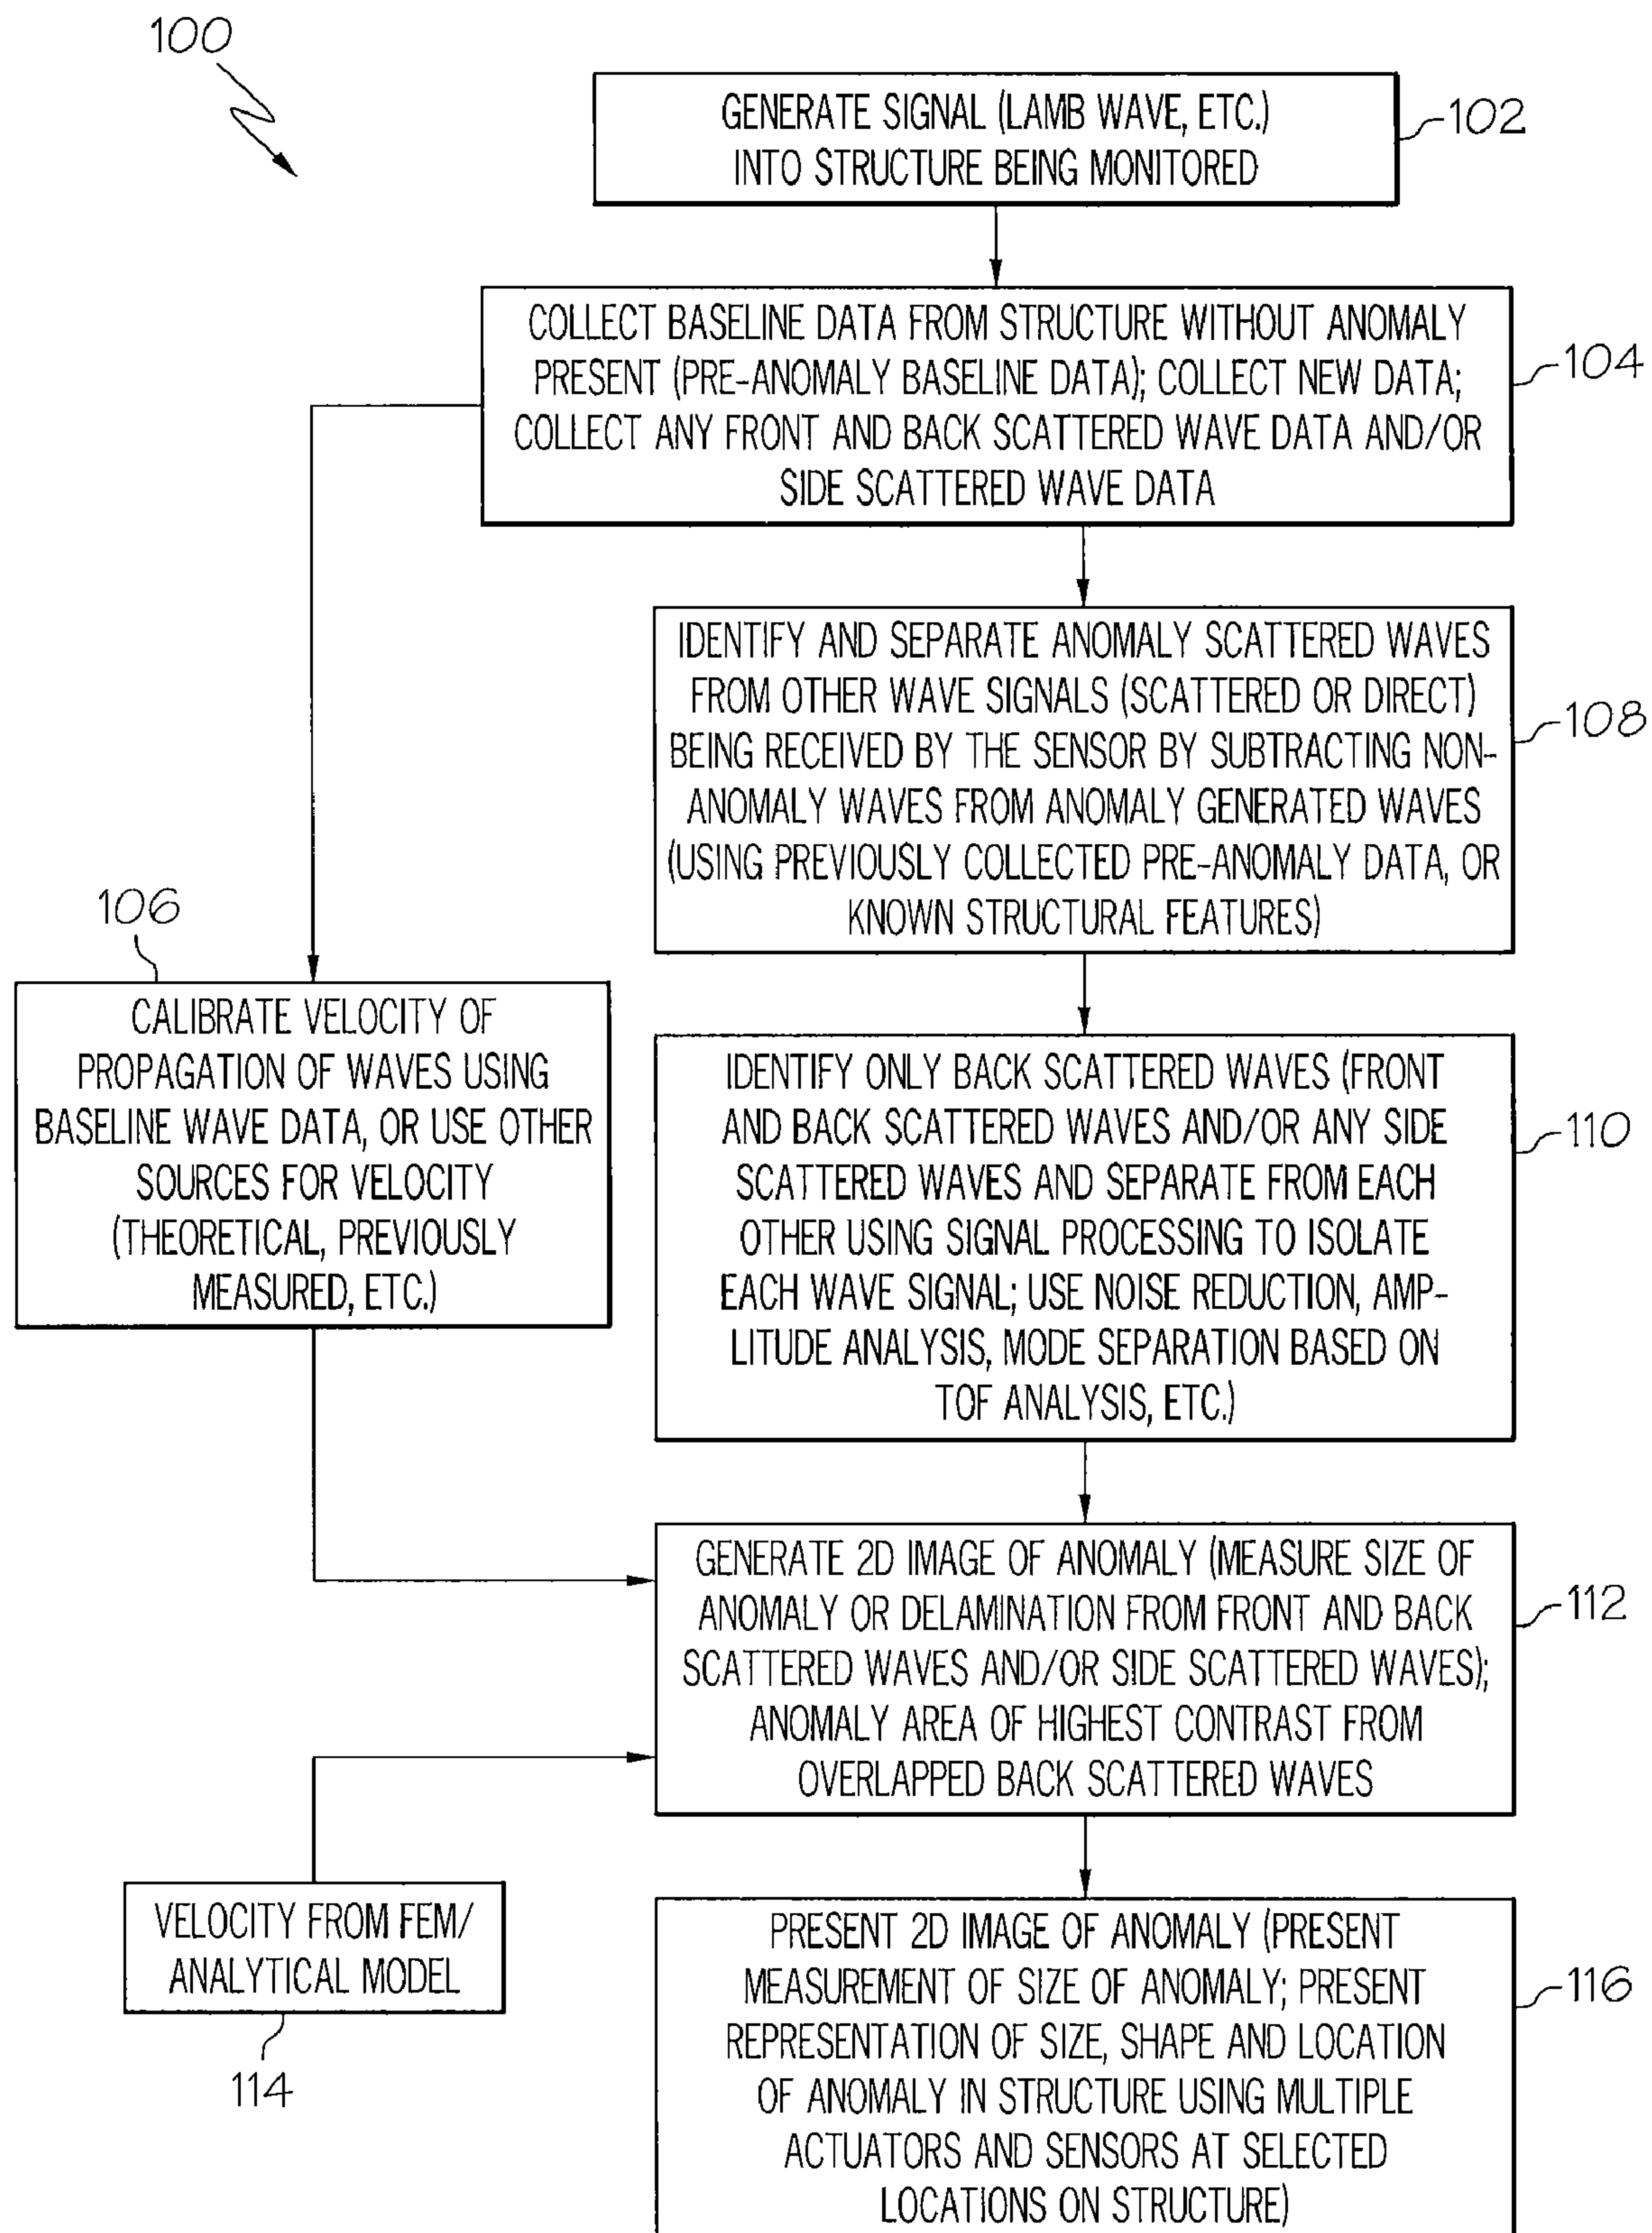 100
GENERATE SIGNAL (LAMB WAVE, ETC.)
INTO STRUCTURE BEING MONITORED
102
COLLECT BASELINE DATA FROM STRUCTURE WITHOUT ANOMALY
PRESENT (PRE-ANOMALY BASELINE DATA); COLLECT NEW DATA;
COLLECT ANY FRONT AND BACK SCATTERED WAVE DATA AND/OR
SIDE SCATTERED WAVE DATA
104
IDENTIFY AND SEPARATE ANOMALY SCATTERED WAVES
FROM OTHER WAVE SIGNALS (SCATTERED OR DIRECT)
BEING RECEIVED BY THE SENSOR BY SUBTRACTING NON-
ANOMALY WAVES FROM ANOMALY GENERATED WAVES
(USING PREVIOUSLY COLLECTED PRE-ANOMALY DATA, OR
KNOWN STRUCTURAL FEATURES)
108
106
CALIBRATE VELOCITY OF
PROPAGATION OF WAVES USING
BASELINE WAVE DATA, OR USE OTHER
SOURCES FOR VELOCITY
(THEORETICAL, PREVIOUSLY
MEASURED, ETC.)
IDENTIFY ONLY BACK SCATTERED WAVES (FRONT
AND BACK SCATTERED WAVES AND/OR ANY SIDE
SCATTERED WAVES AND SEPARATE FROM EACH
OTHER USING SIGNAL PROCESSING TO ISOLATE
EACH WAVE SIGNAL; USE NOISE REDUCTION, AMP-
LITUDE ANALYSIS, MODE SEPARATION BASED ON
TOF ANALYSIS, ETC.)
110
GENERATE 2D IMAGE OF ANOMALY (MEASURE SIZE OF
ANOMALY OR DELAMINATION FROM FRONT AND BACK
SCATTERED WAVES AND/OR SIDE SCATTERED WAVES);
ANOMALY AREA OF HIGHEST CONTRAST FROM
OVERLAPPED BACK SCATTERED WAVES
112
VELOCITY FROM FEM/
ANALYTICAL MODEL
114
PRESENT 2D IMAGE OF ANOMALY (PRESENT
MEASUREMENT OF SIZE OF ANOMALY; PRESENT
REPRESENTATION OF SIZE, SHAPE AND LOCATION
OF ANOMALY IN STRUCTURE USING MULTIPLE
ACTUATORS AND SENSORS AT SELECTED
LOCATIONS ON STRUCTURE)
116